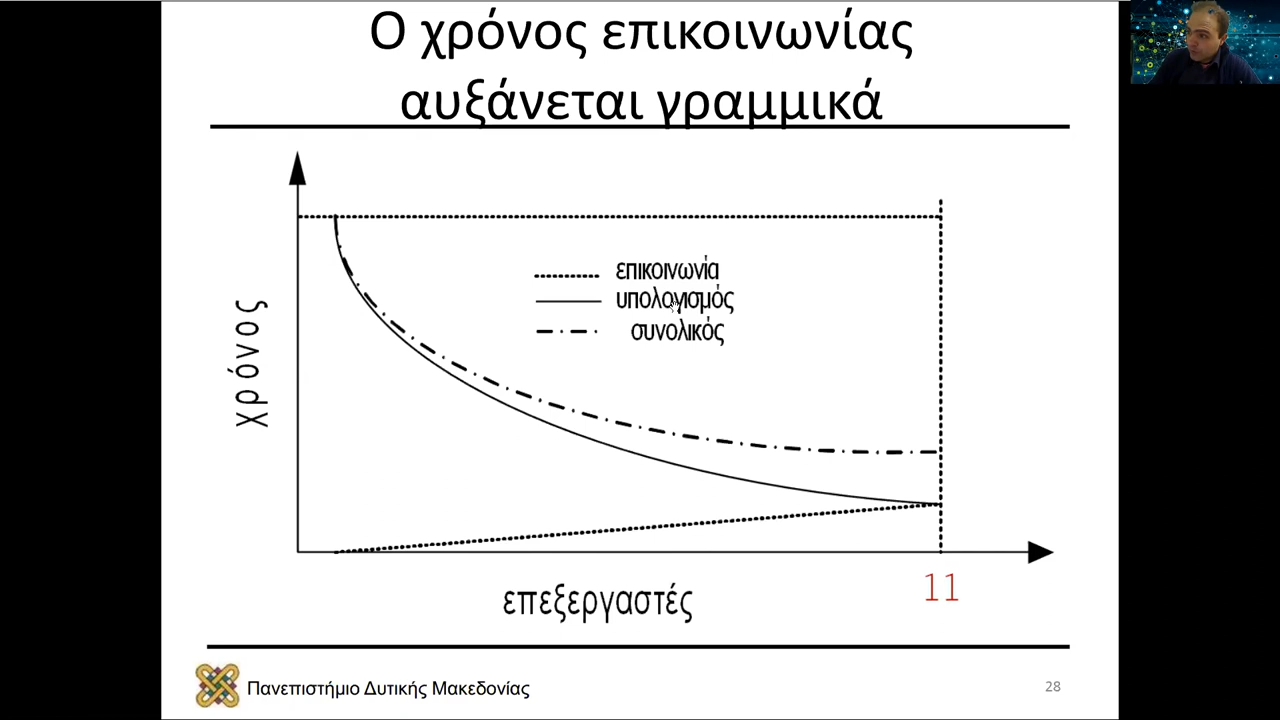 Ο χρόνος επικοινωνίας
αυξάνεται γραμμικά
επικοινωνία
υπολογισμός
συνολικός
χρόνος
11
επεξεργαστές
Πανεπιστήμιο Δυτικής Μακεδονίας
28